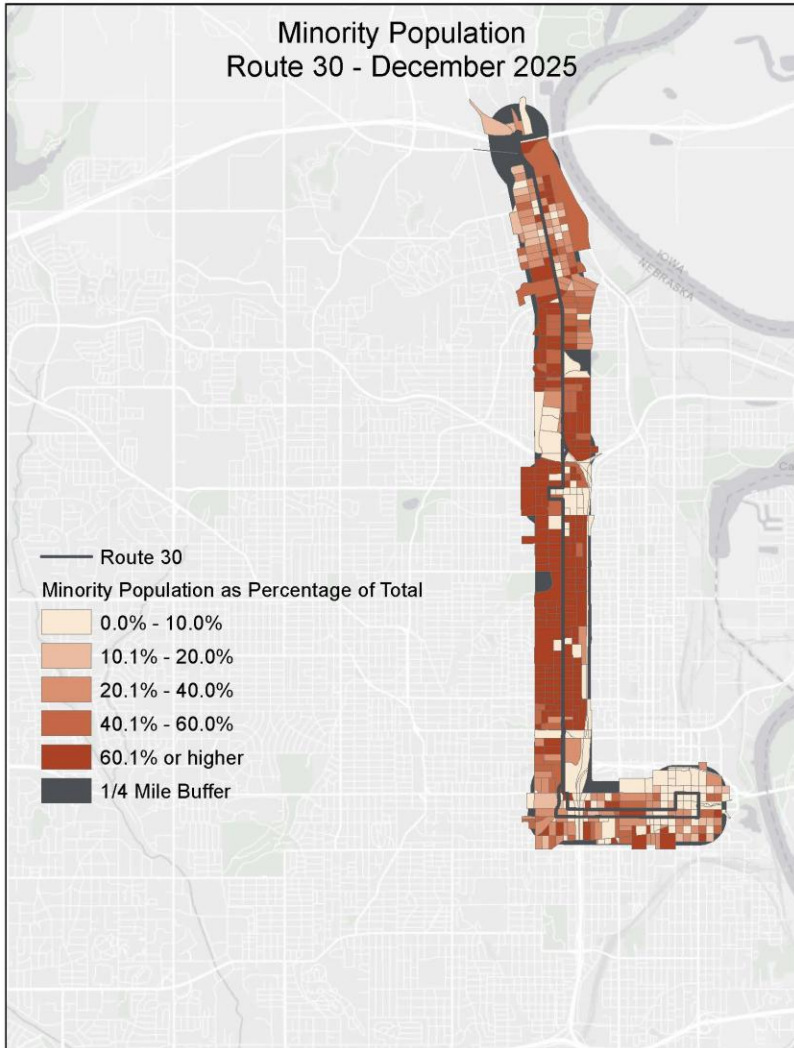 Minority Population
Route 30 - December 2025
IOWA
NEBRASKA
Route 30
Minority Population as Percentage of Total
0.0% - 10.0%
10.1% - 20.0%
20.1% - 40.0%
40.1% - 60.0%
60.1% or higher
1/4 Mile Buffer